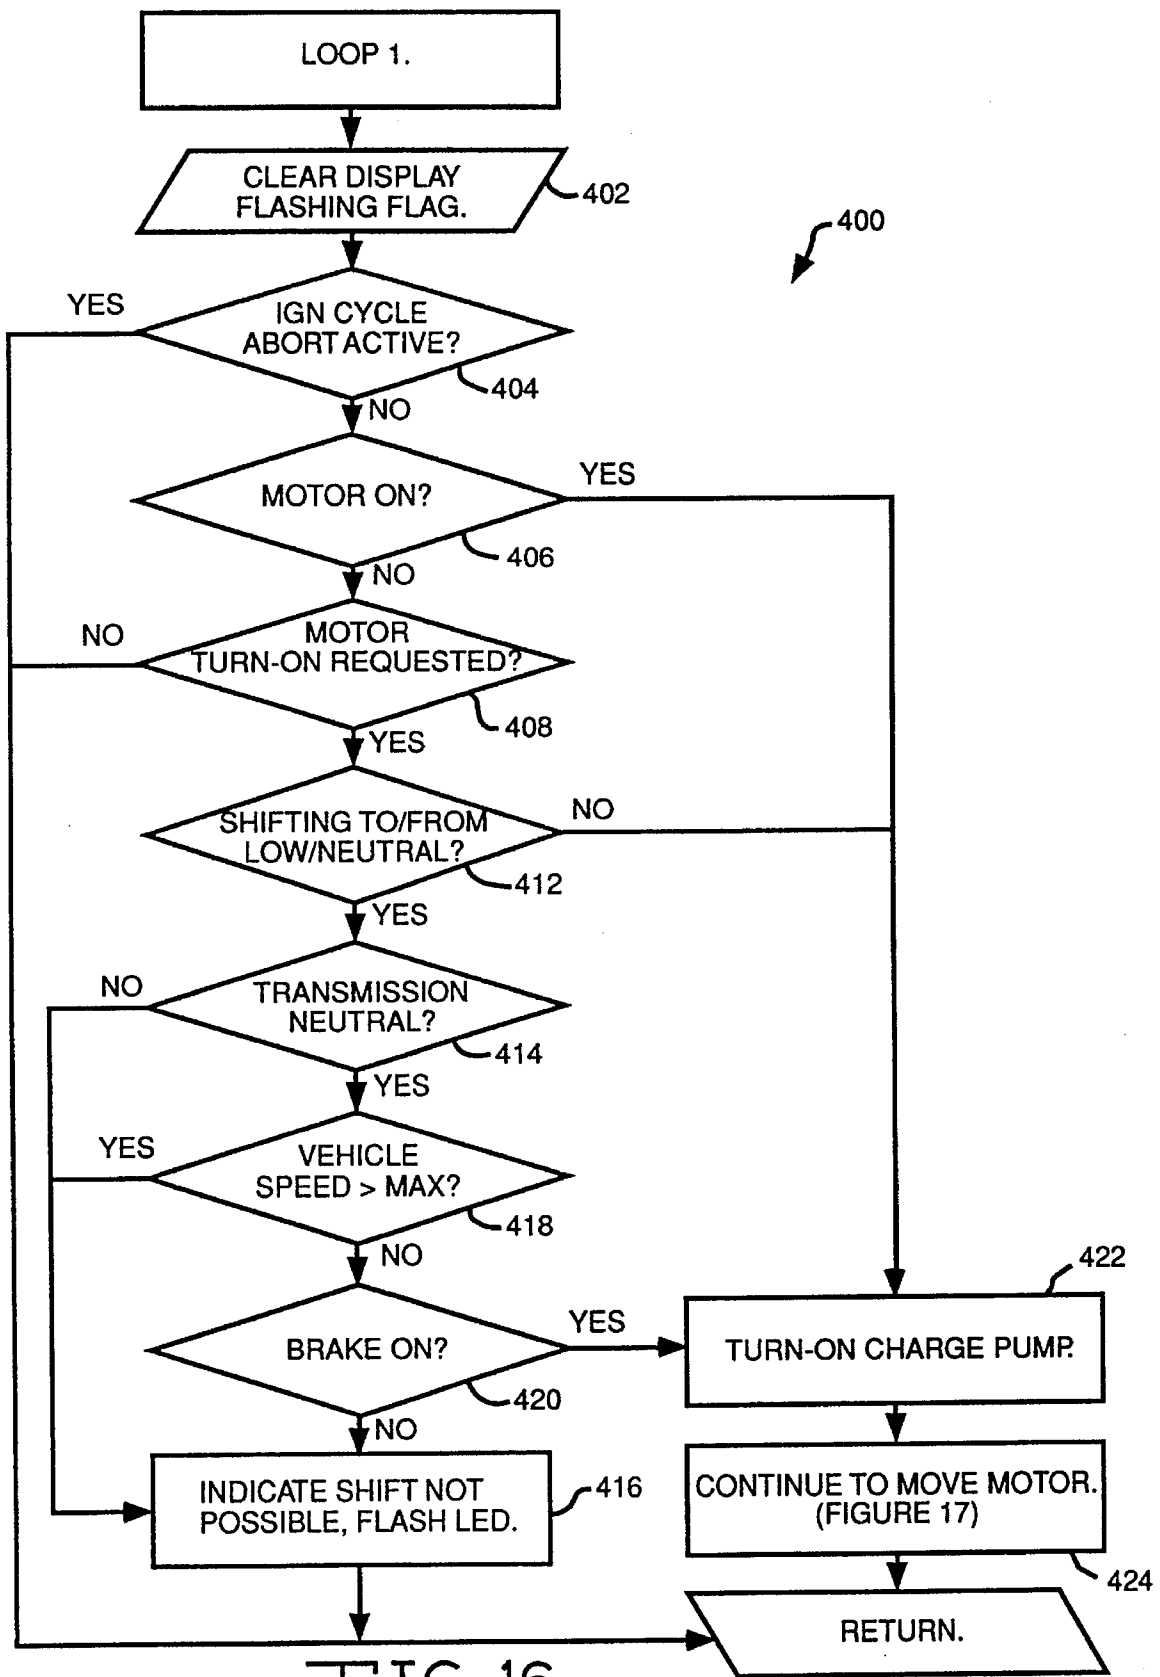 LOOP 1.
CLEAR DISPLAY
FLASHING FLAG.
402
400
YES
IGN CYCLE
ABORT ACTIVE?
404
NO
YES
MOTOR ON?
406
NO
NO
MOTOR
TURN-ON REQUESTED?
408
YES
SHIFTING TO/FROM
LOW/NEUTRAL?
NO
412
YES
NO
TRANSMISSION
NEUTRAL?
414
YES
YES
VEHICLE
SPEED > MAX?
418
NO
422
BRAKE ON?
YES
TURN-ON CHARGE PUMP.
420
NO
INDICATE SHIFT NOT
POSSIBLE, FLASH LED.
416
CONTINUE TO MOVE MOTOR.
(FIGURE 17)
424
RETURN.
FIG. 16